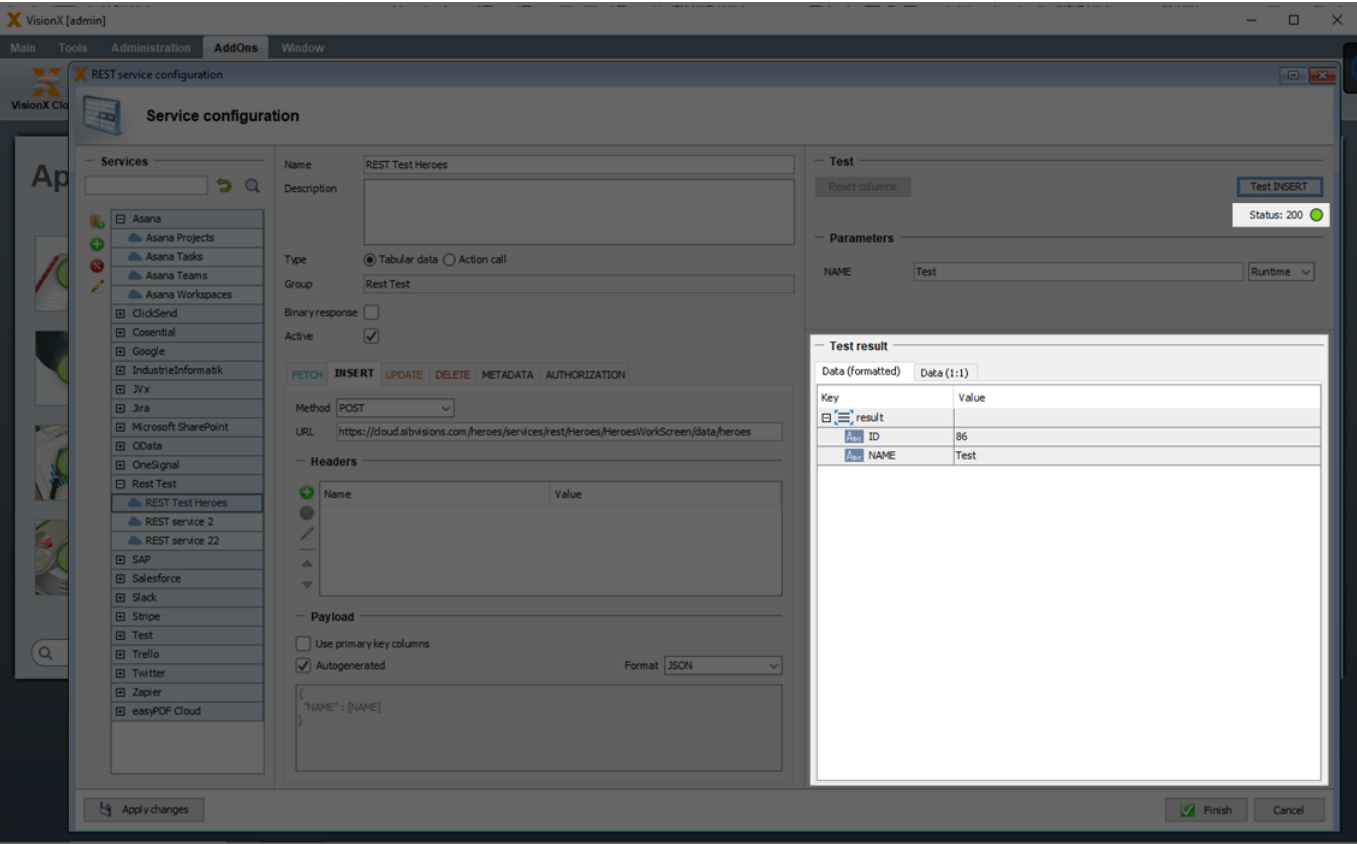 VisionX [admin]
Main Tools Administration AddOns Window
REST service configuration
VisionX Clo
Service configuration
Ap
Services
Asana
Asana Projects
Asana Tasks
Asana Teams
Asana Workspaces
ClickSend
Cosential
Google
IndustrieInformatik
JVx
Jira
Microsoft SharePoint
OData
OneSignal
Rest Test
REST Test Heroes
REST service 2
REST service 22
SAP
Salesforce
Slack
Stripe
Test
Trello
Twitter
Zapier
easyPDF Cloud
Name REST Test Heroes
Description
Type Tabular data Action call
Group Rest Test
Binary response
Active
FETCH INSERT UPDATE DELETE METADATA AUTHORIZATION
Method POST
URL https://cloud.sibvisions.com/heroes/services/rest/Heroes/HeroesWorkScreen/data/heroes
Headers
Name Value
Payload
Use primary key columns
Autogenerated Format JSON
{
"NAME" : [NAME]
}
Test
Reset columns Test INSERT
Status: 200
Parameters
NAME Test Runtime
Test result
Data (formatted) Data (1:1)
Key Value
result
Abc ID 86
Abc NAME Test
Apply changes Finish Cancel